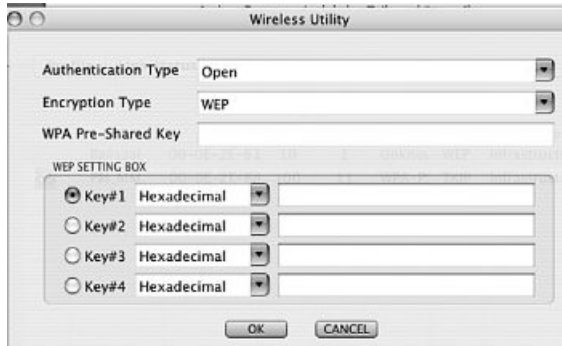 Wireless Utility
Authentication Type Open
Encryption Type WEP
WPA Pre-Shared Key
WEP SETTING BOX
Key#1 Hexadecimal
Key#2 Hexadecimal
Key#3 Hexadecimal
Key#4 Hexadecimal
OK CANCEL